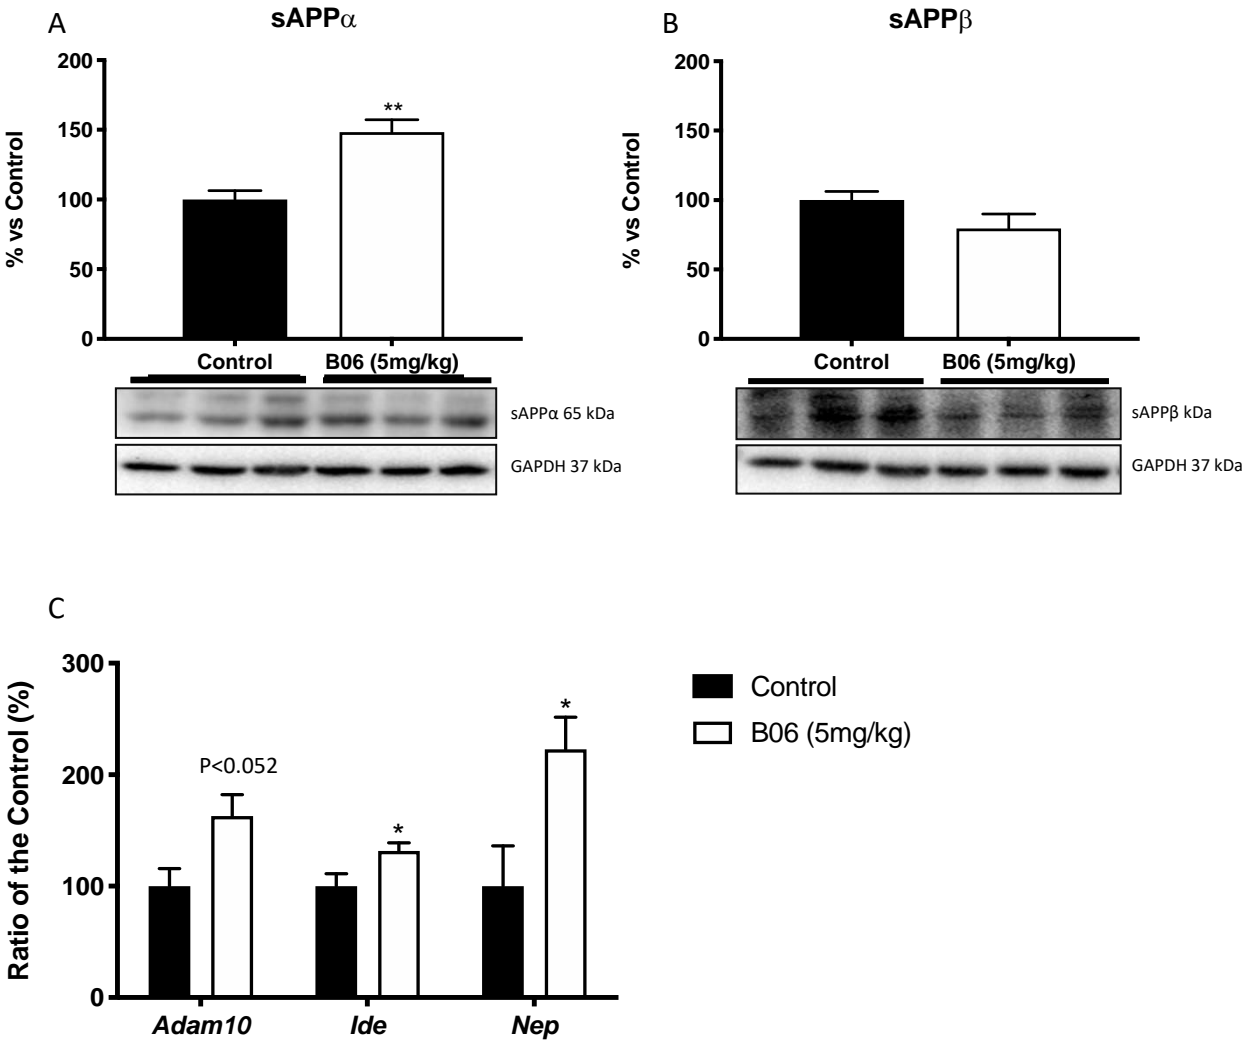 A
sAPPα
% vs Control
200
150
100
50
0
**
Control
B06 (5mg/kg)
sAPPα 65 kDa
GAPDH 37 kDa
B
sAPPβ
% vs Control
200
150
100
50
0
Control
B06 (5mg/kg)
sAPPβ kDa
GAPDH 37 kDa
C
Ratio of the Control (%)
300
200
100
0
P<0.052
*
*
Adam10
Ide
Nep
Control
B06 (5mg/kg)